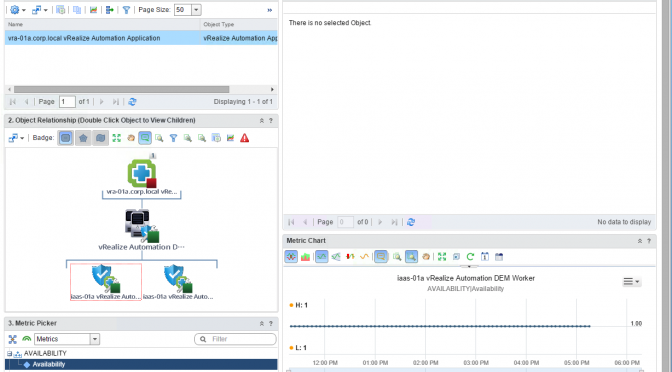 Page Size: 50 »
Name Object Type
vra-01a.corp.local vRealize Automation Application vRealize Automation App
Page 1 of 1 Displaying 1 - 1 of 1
2. Object Relationship (Double Click Object to View Children) ?
Badge:
1
vra-01a.corp.local vRe...
vRealize Automation D...
iaas-01a vRealize Auto... iaas-01a vRealize Auto...
3. Metric Picker ?
Metrics Filter
AVAILABILITY
Availability
There is no selected Object.
Page 0 of 0 No data to display
Metric Chart ?
iaas-01a vRealize Automation DEM Worker
AVAILABILITY|Availability
H: 1
1.00
L: 1
12:00 PM 01:00 PM 02:00 PM 03:00 PM 04:00 PM 05:00 PM 06:00 PM